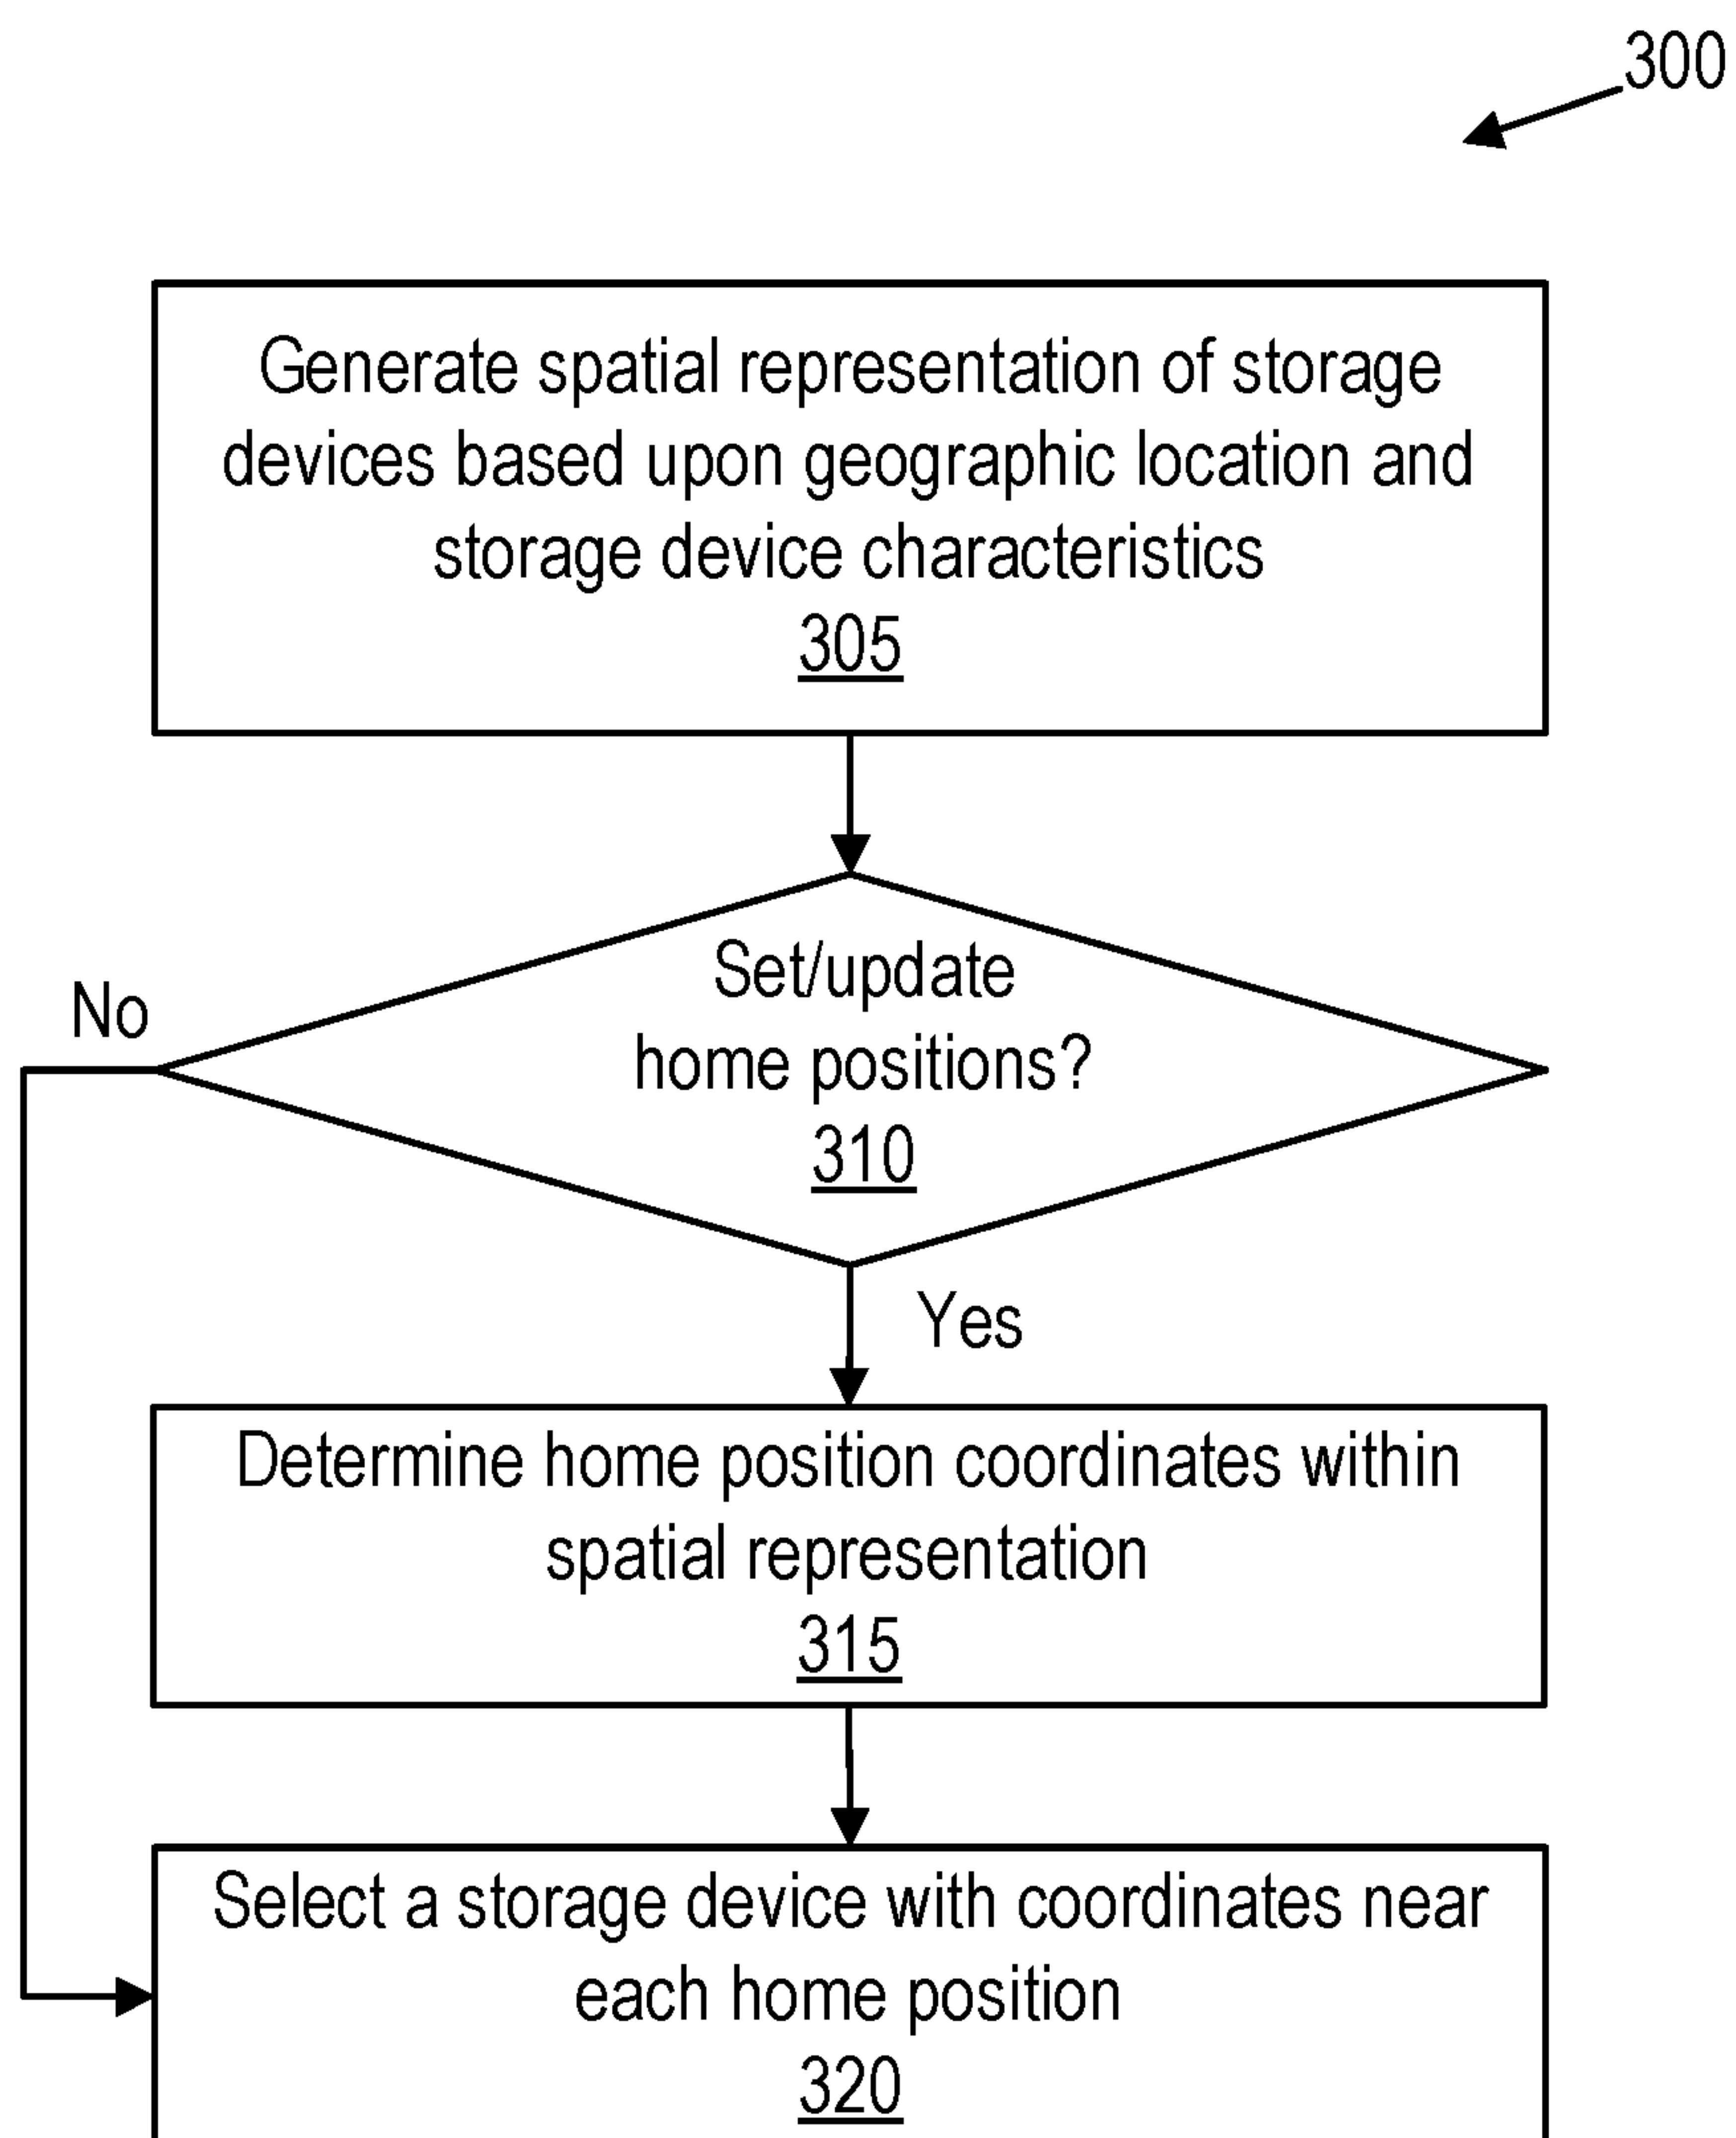 300
Generate spatial representation of storage
devices based upon geographic location and
storage device characteristics
305
Set/update
home positions?
310
No
Yes
Determine home position coordinates within
spatial representation
315
Select a storage device with coordinates near
each home position
320